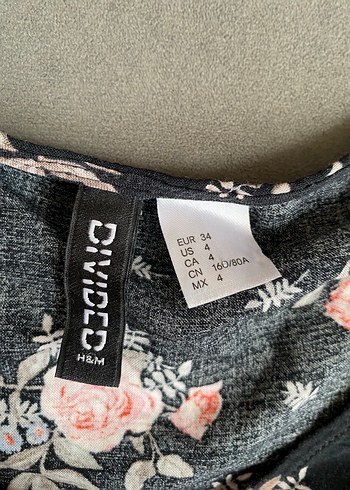 DIVIDED
H&M
EUR 34
US 4
CA 4
CN 160/80A
MX 4